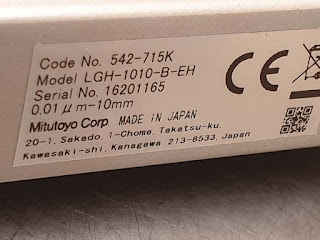 Code No. 542-715K
Model LGH-1010-B-EH
Serial No. 16201165
0.01μm-10mm
Mitutoyo Corp. MADE IN JAPAN
20-1, Sakado, 1-Chome, Takatsu-ku,
Kawasaki-shi, Kanagawa 213-8533, Japan
CE